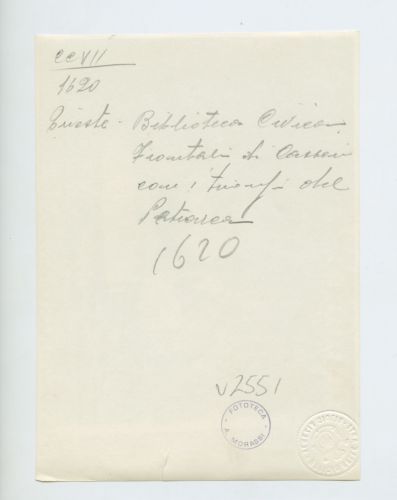 CCVII
1620
Trieste - Biblioteca Civica
Frontali di Cassoni
con i trionfi del
Petrarca
1620
V2551
FOTOTECA
A. MORASSI